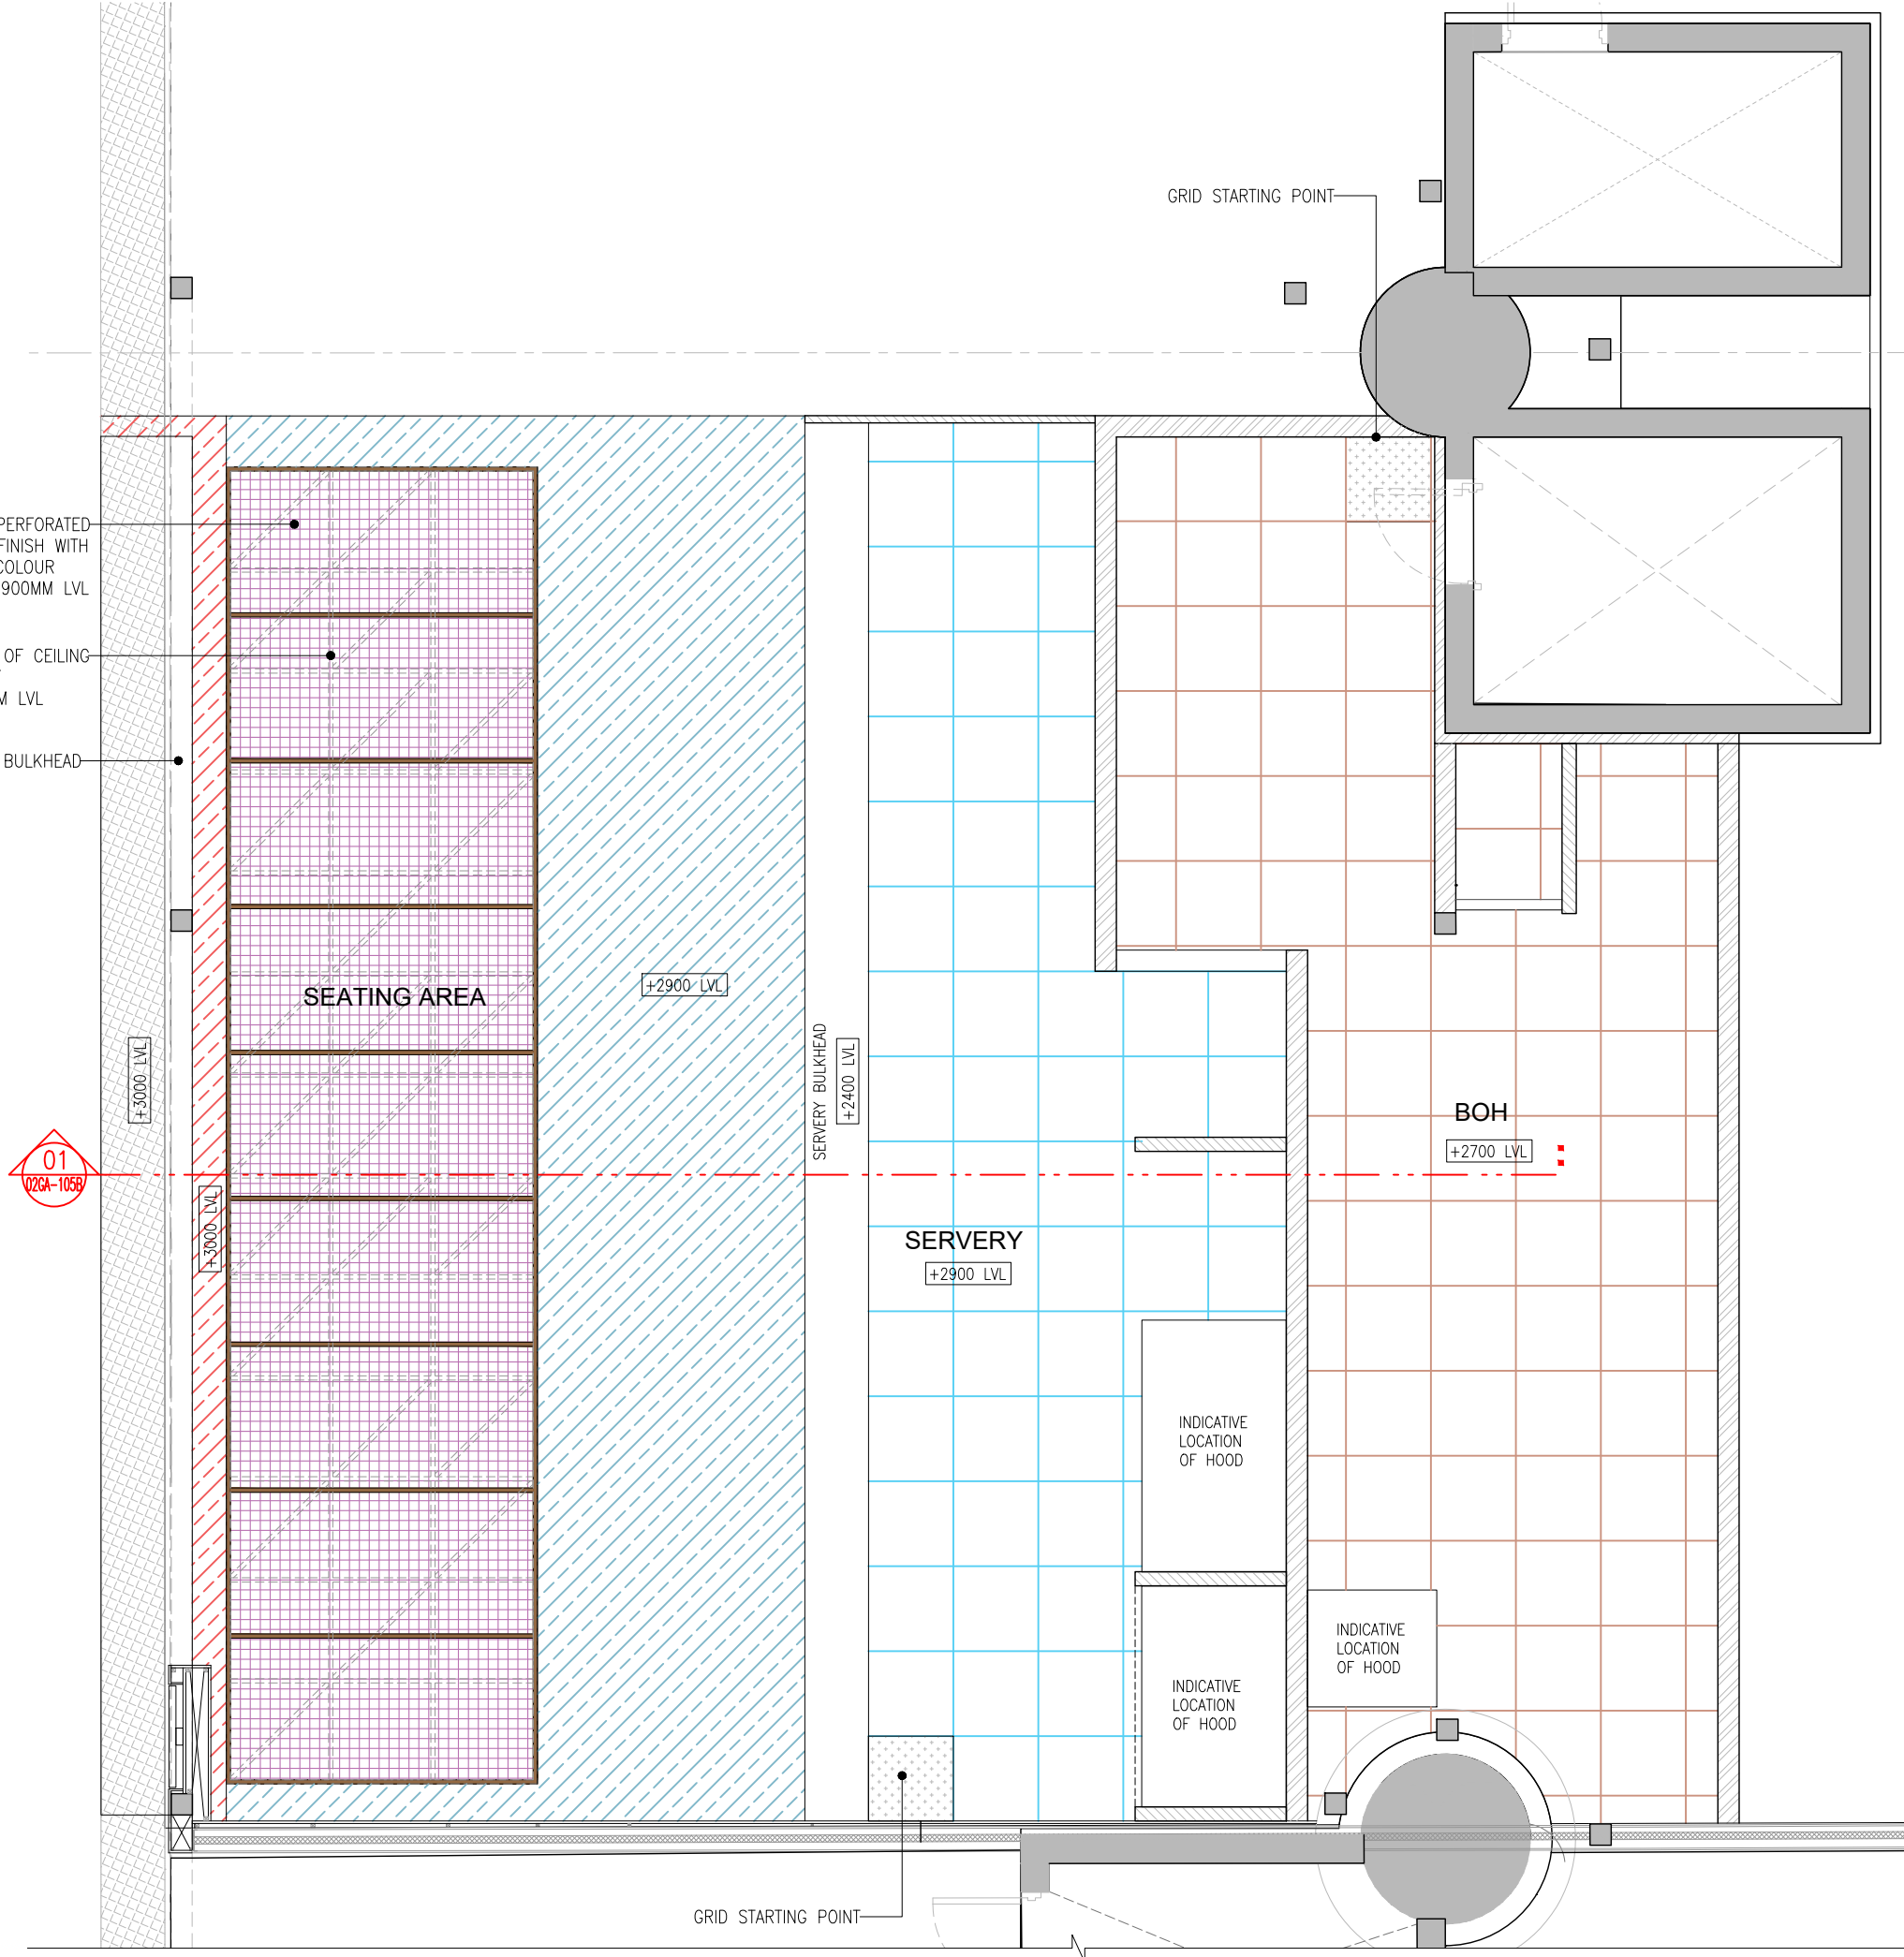 GRID STARTING POINT
PERFORATED
FINISH WITH
COLOUR
900MM LVL
OF CEILING
M LVL
BULKHEAD
SEATING AREA
+2900 LVL
+3000 LVL
+3000 LVL
SERVERY BULKHEAD
+2400 LVL
BOH
+2700 LVL
01
02GA-105B
SERVERY
+2900 LVL
INDICATIVE
LOCATION
OF HOOD
INDICATIVE
LOCATION
OF HOOD
INDICATIVE
LOCATION
OF HOOD
GRID STARTING POINT